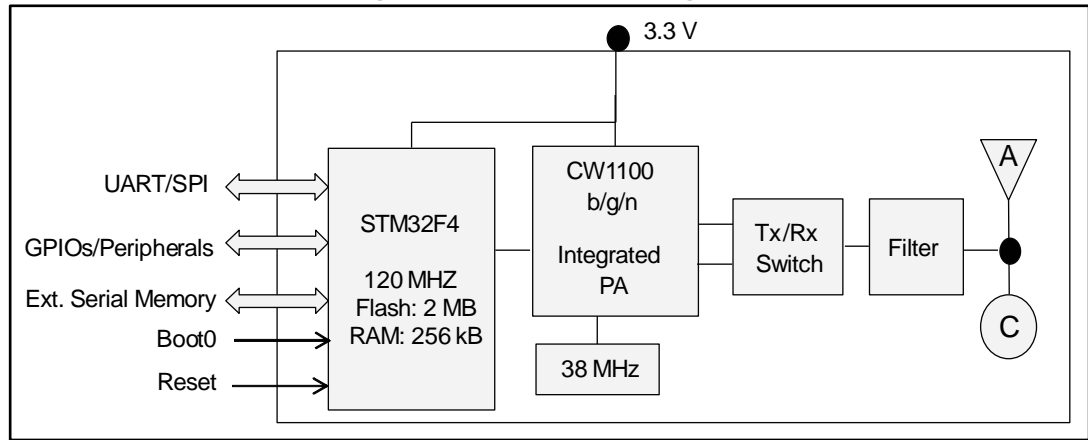 3.3 V
UART/SPI
GPIOs/Peripherals
Ext. Serial Memory
Boot0
Reset
STM32F4
120 MHZ
Flash: 2 MB
RAM: 256 kB
CW1100
b/g/n
Integrated
PA
38 MHz
Tx/Rx
Switch
Filter
A
C